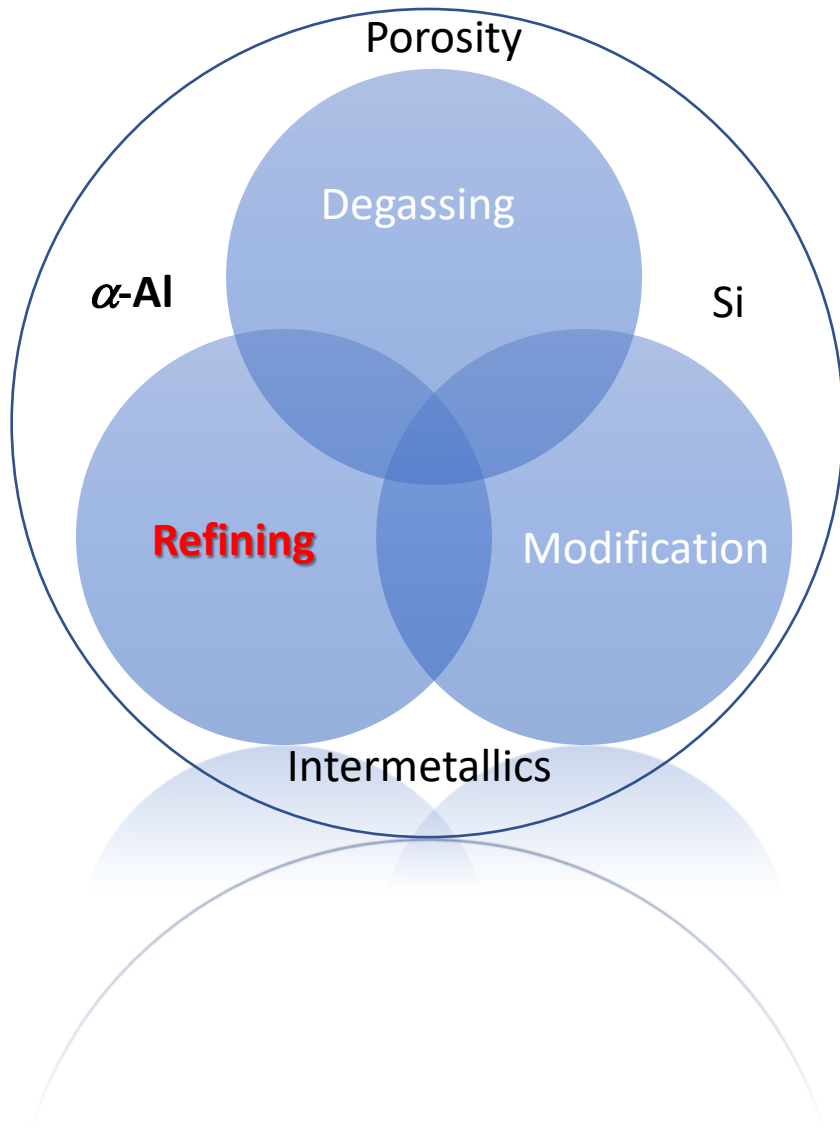 Porosity
Degassing
α-Al
Si
Refining
Modification
Intermetallics